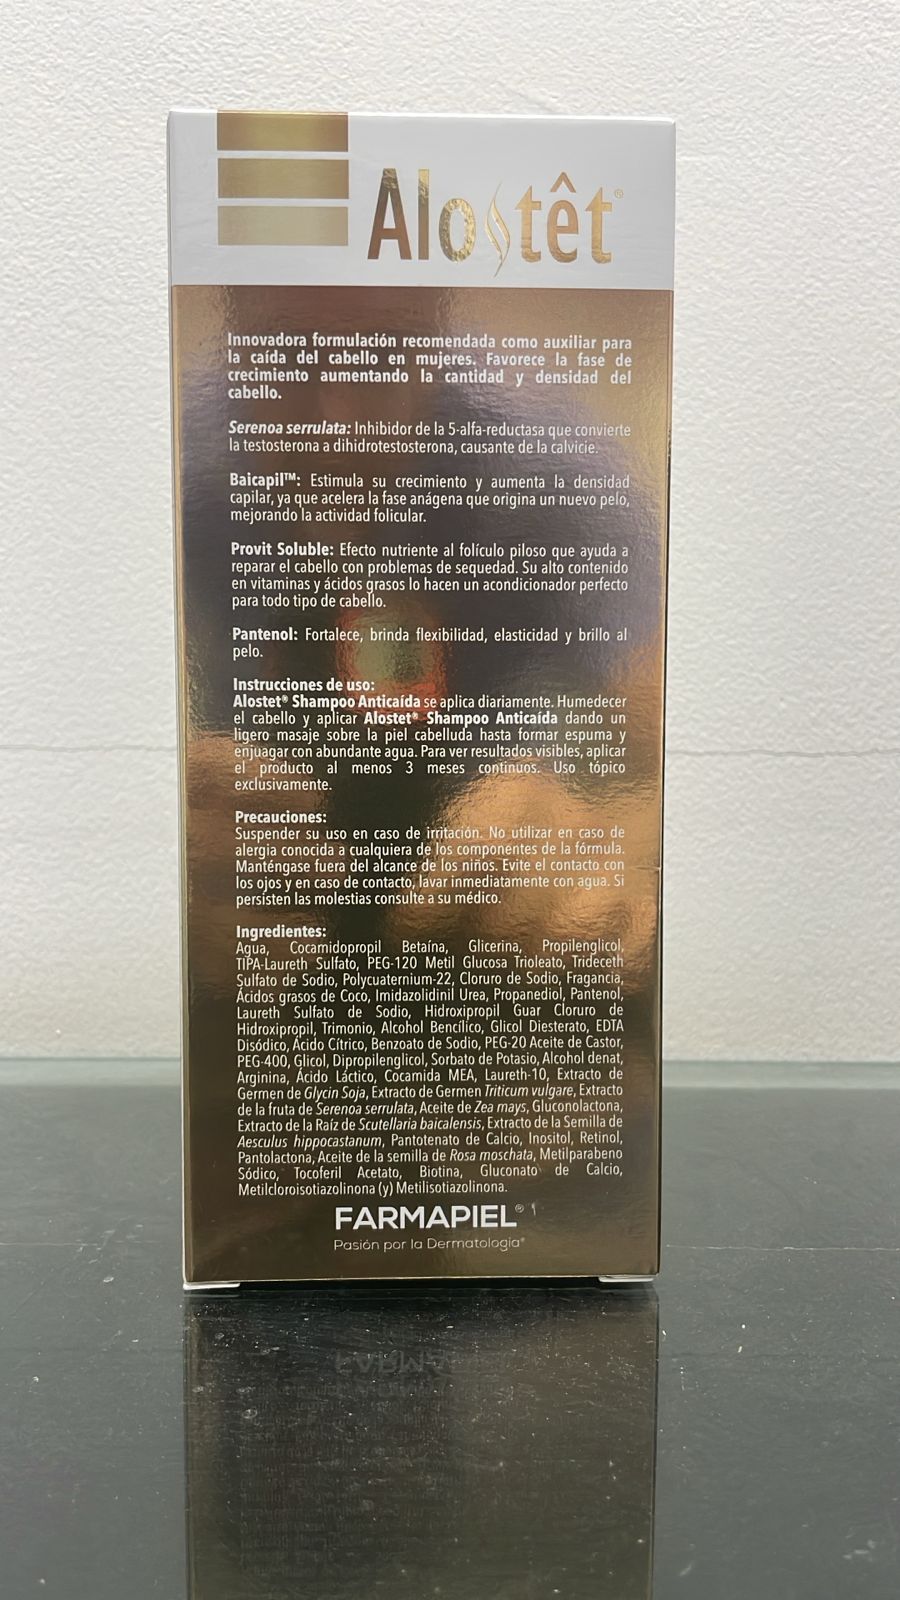 Alostêt®
Innovadora formulación recomendada como auxiliar para
la caída del cabello en mujeres. Favorece la fase de
crecimiento aumentando la cantidad y densidad del
cabello.
Serenoa serrulata: Inhibidor de la 5-alfa-reductasa que convierte
la testosterona a dihidrotestosterona, causante de la calvicie.
Baicapil™: Estimula su crecimiento y aumenta la densidad
capilar, ya que acelera la fase anágena que origina un nuevo pelo,
mejorando la actividad folicular.
Provit Soluble: Efecto nutriente al folículo piloso que ayuda a
reparar el cabello con problemas de sequedad. Su alto contenido
en vitaminas y ácidos grasos lo hacen un acondicionador perfecto
para todo tipo de cabello.
Pantenol: Fortalece, brinda flexibilidad, elasticidad y brillo al
pelo.
Instrucciones de uso:
Alostet® Shampoo Anticaída se aplica diariamente. Humedecer
el cabello y aplicar Alostet® Shampoo Anticaída dando un
ligero masaje sobre la piel cabelluda hasta formar espuma y
enjuagar con abundante agua. Para ver resultados visibles, aplicar
el producto al menos 3 meses continuos. Uso tópico
exclusivamente.
Precauciones:
Suspender su uso en caso de irritación. No utilizar en caso de
alergia conocida a cualquiera de los componentes de la fórmula.
Manténgase fuera del alcance de los niños. Evite el contacto con
los ojos y en caso de contacto, lavar inmediatamente con agua. Si
persisten las molestias consulte a su médico.
Ingredientes:
Agua, Cocamidopropil Betaína, Glicerina, Propilenglicol,
TIPA-Laureth Sulfato, PEG-120 Metil Glucosa Trioleato, Trideceth
Sulfato de Sodio, Polycuaternium-22, Cloruro de Sodio, Fragancia,
Ácidos grasos de Coco, Imidazolidinil Urea, Propanediol, Pantenol,
Laureth Sulfato de Sodio, Hidroxipropil Guar Cloruro de
Hidroxipropil, Trimonio, Alcohol Bencílico, Glicol Diesterato, EDTA
Disódico, Ácido Cítrico, Benzoato de Sodio, PEG-20 Aceite de Castor,
PEG-400, Glicol, Dipropilenglicol, Sorbato de Potasio, Alcohol denat,
Arginina, Ácido Láctico, Cocamida MEA, Laureth-10, Extracto de
Germen de Glycin Soja, Extracto de Germen Triticum vulgare, Extracto
de la fruta de Serenoa serrulata, Aceite de Zea mays, Gluconolactona,
Extracto de la Raíz de Scutellaria baicalensis, Extracto de la Semilla de
Aesculus hippocastanum, Pantotenato de Calcio, Inositol, Retinol,
Pantolactona, Aceite de la semilla de Rosa moschata, Metilparabeno
Sódico, Tocoferil Acetato, Biotina, Gluconato de Calcio,
Metilcloroisotiazolinona (y) Metilisotiazolinona.
FARMAPIEL®
Pasión por la Dermatología®